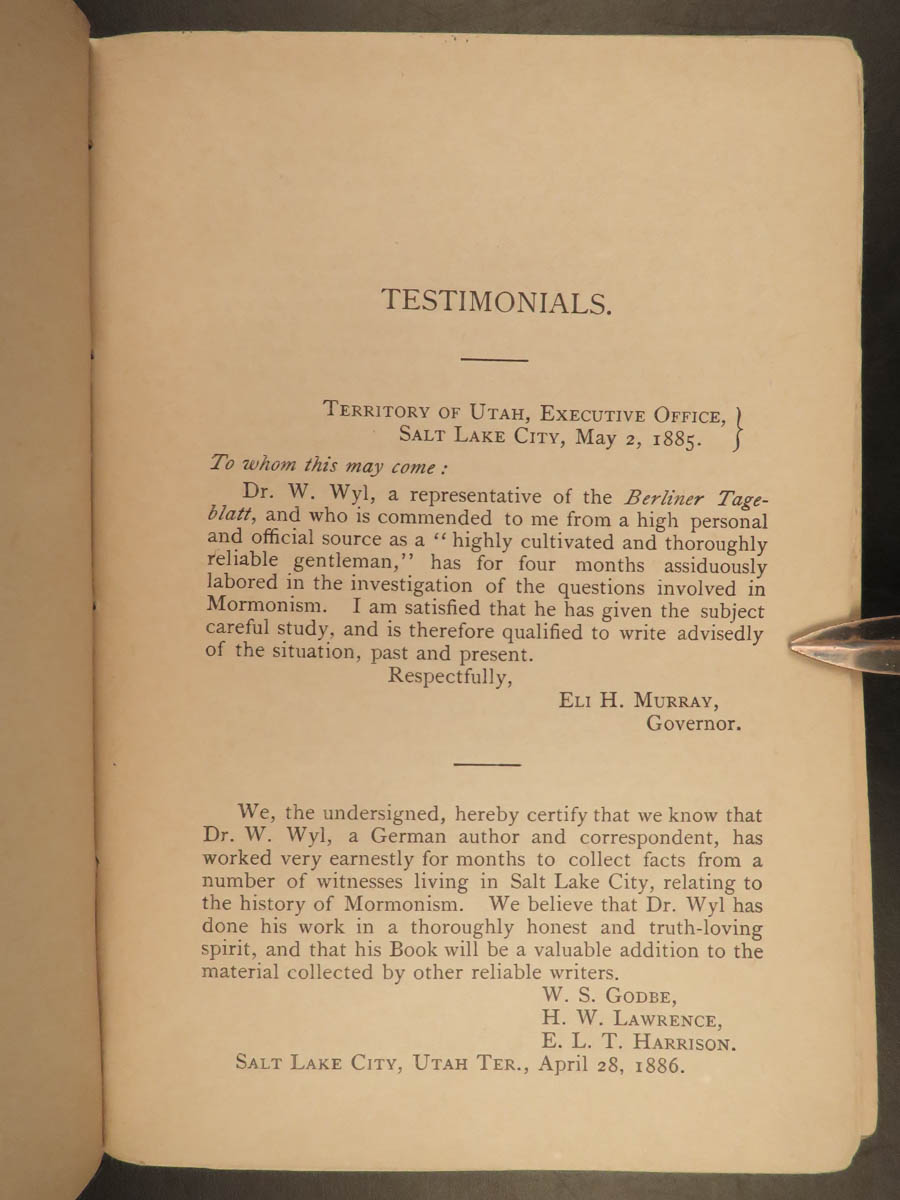 TESTIMONIALS.
TERRITORY OF UTAH, EXECUTIVE OFFICE,
SALT LAKE CITY, May 2, 1885.
To whom this may come :
Dr. W. Wyl, a representative of the Berliner Tage-
blatt, and who is commended to me from a high personal
and official source as a “ highly cultivated and thoroughly
reliable gentleman,” has for four months assiduously
labored in the investigation of the questions involved in
Mormonism. I am satisfied that he has given the subject
careful study, and is therefore qualified to write advisedly
of the situation, past and present.
Respectfully,
ELI H. MURRAY,
Governor.
We, the undersigned, hereby certify that we know that
Dr. W. Wyl, a German author and correspondent, has
worked very earnestly for months to collect facts from a
number of witnesses living in Salt Lake City, relating to
the history of Mormonism. We believe that Dr. Wyl has
done his work in a thoroughly honest and truth-loving
spirit, and that his Book will be a valuable addition to the
material collected by other reliable writers.
W. S. GODBE,
H. W. LAWRENCE,
E. L. T. HARRISON.
SALT LAKE CITY, UTAH TER., April 28, 1886.